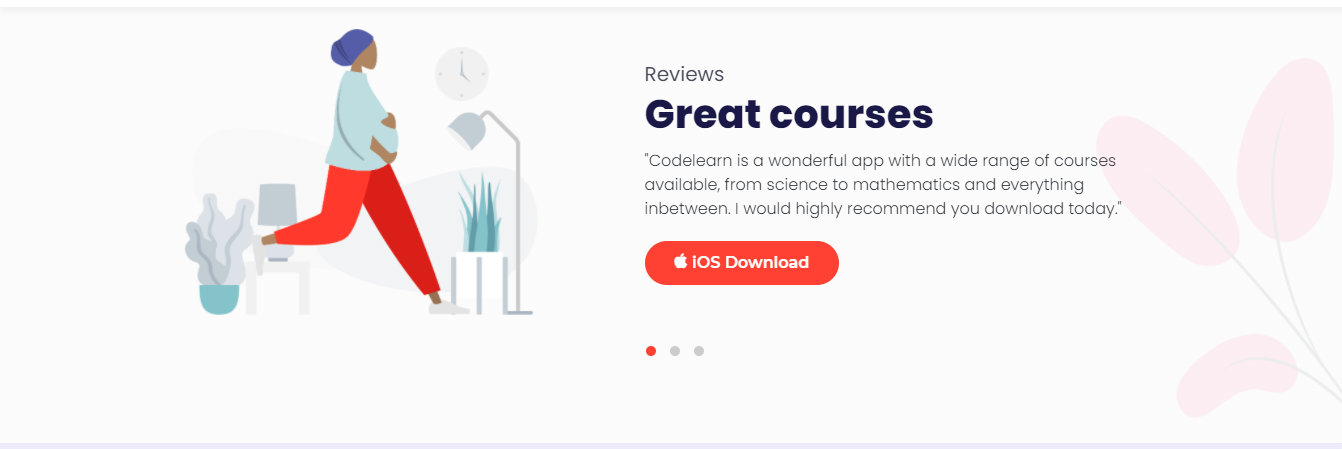 Reviews
Great courses
"Codelearn is a wonderful app with a wide range of courses
available, from science to mathematics and everything
inbetween. I would highly recommend you download today."
iOS Download